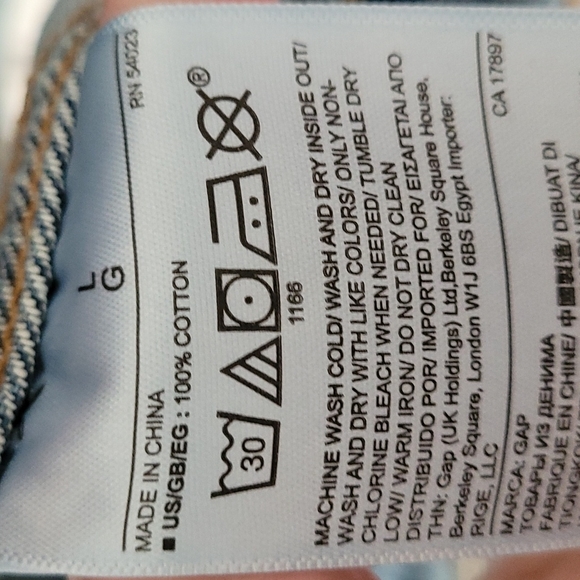 RN 54023
CA 17897
L
G
MADE IN CHINA
■ US/GB/EG : 100% COTTON
30
®
1166
MACHINE WASH COLD/ WASH AND DRY INSIDE OUT/
WASH AND DRY WITH LIKE COLORS/ ONLY NON-
CHLORINE BLEACH WHEN NEEDED/ TUMBLE DRY
LOW/ WARM IRON/ DO NOT DRY CLEAN
DISTRIBUIDO POR/ IMPORTED FOR/ ΕΙΣΑΓΕΤΑΙ ΑΠΟ
ΤΗΝ: Gap (UK Holdings) Ltd,Berkeley Square House,
Berkeley Square, London W1J 6BS Egypt Importer:
RIGE, LLC
MARCA: GAP
ТОВАРЫ ИЗ ДЕНИМА
FABRIQUE EN CHINE/ 中國製造/ DIBUAT DI